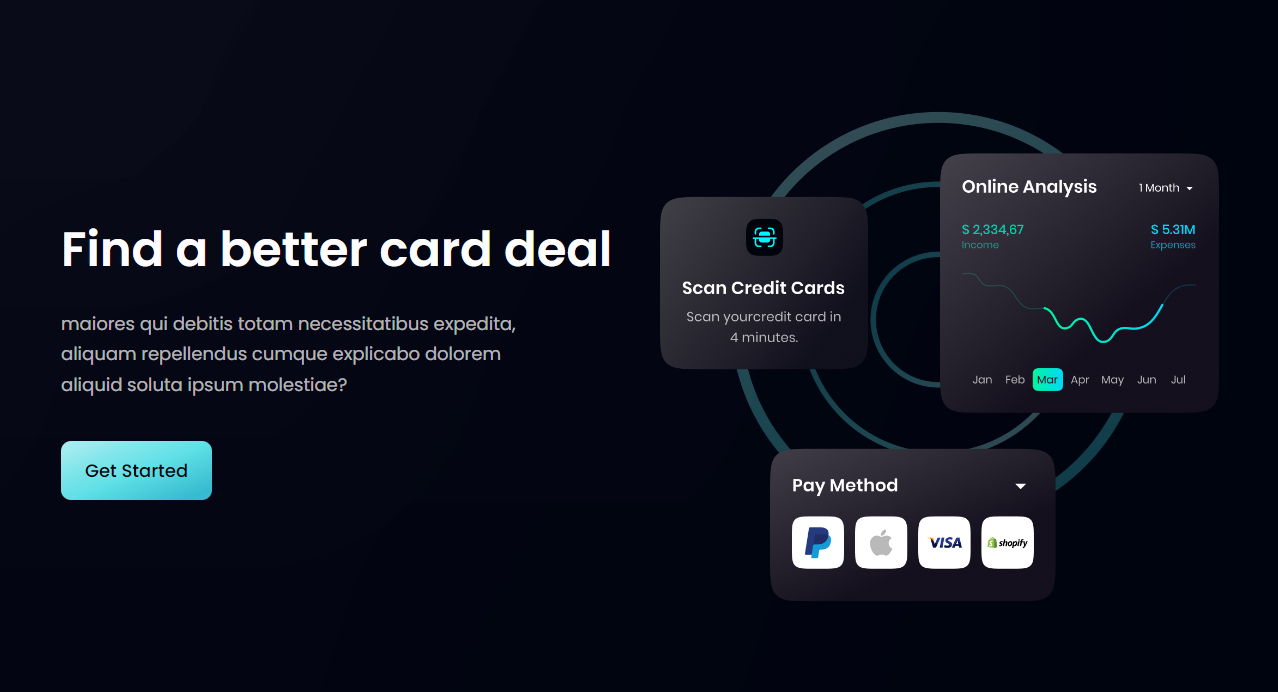 Find a better card deal
maiores qui debitis totam necessitatibus expedita,
aliquam repellendus cumque explicabo dolorem
aliquid soluta ipsum molestiae?
Get Started
Scan Credit Cards
Scan yourcredit card in
4 minutes.
Online Analysis
1 Month
$ 2,334,67
$ 5.31M
Income
Expenses
Jan Feb Mar Apr May Jun Jul
Pay Method
VISA
shopify